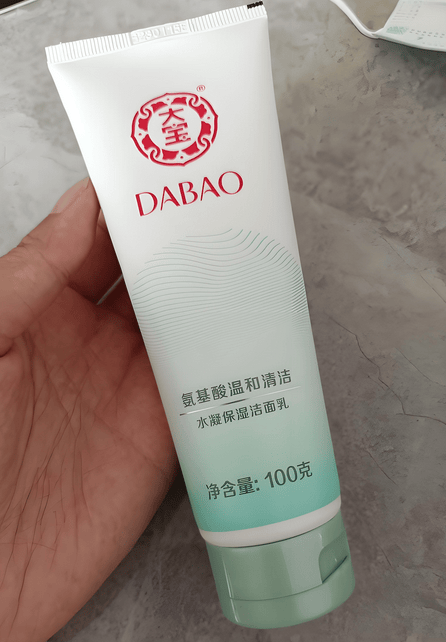 大宝
®
DABAO
氨基酸温和清洁
水凝保湿洁面乳
净含量: 100克